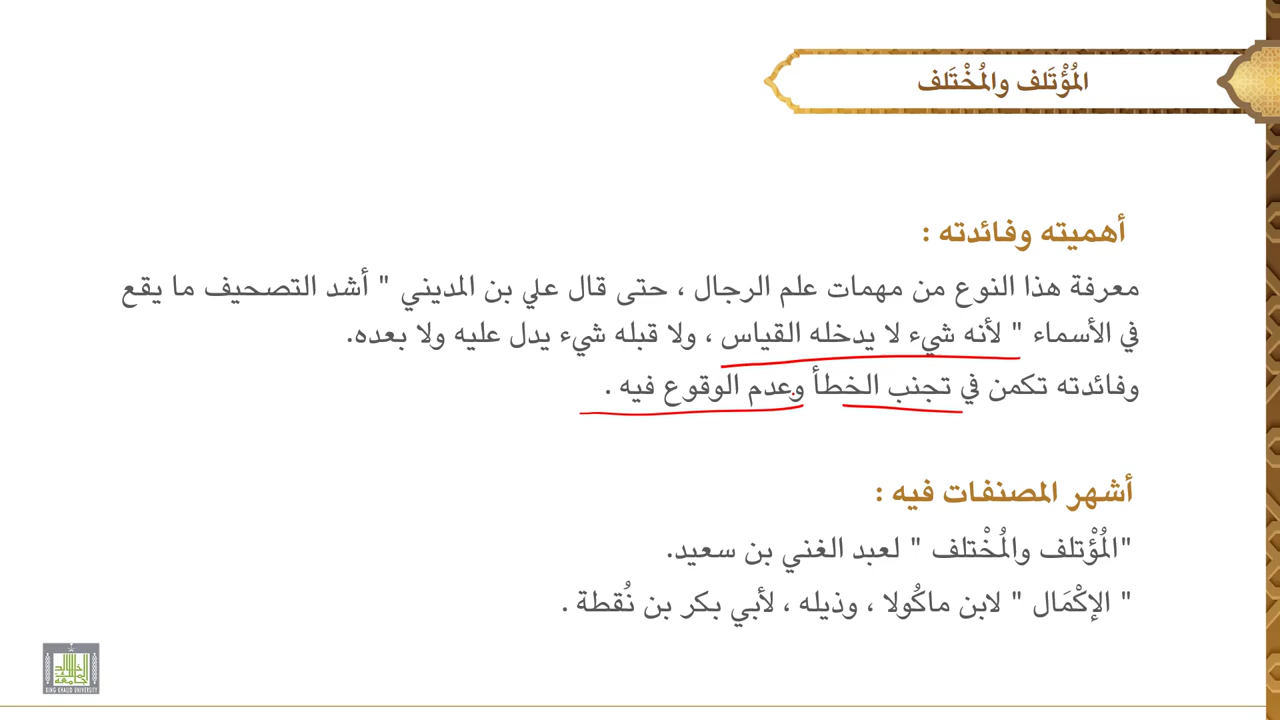 المُؤْتَلف والمُخْتَلف
أهميته وفائدته :
معرفة هذا النوع من مهمات علم الرجال ، حتى قال علي بن المديني " أشد التصحيف ما يقع
في الأسماء " لأنه شيء لا يدخله القياس ، ولا قبله شيء يدل عليه ولا بعده.
وفائدته تكمن في تجنب الخطأ وعدم الوقوع فيه .
أشهر المصنفات فيه :
"المُؤْتلف والمُخْتلف " لعبد الغني بن سعيد.
" الإكْمَال " لابن ماكُولا ، وذيله ، لأبي بكر بن نُقطة .
KING KHALID UNIVERSITY